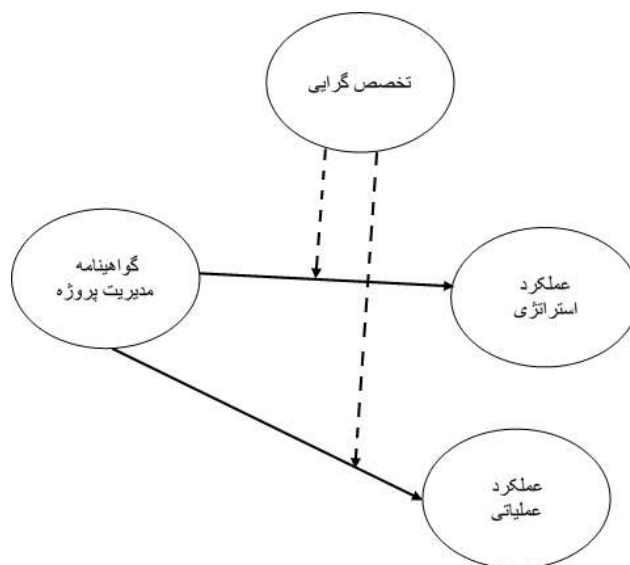 تخصص گرایی
گواهینامه
مدیریت پروژه
عملکرد
استراتژی
عملکرد
عملیاتی